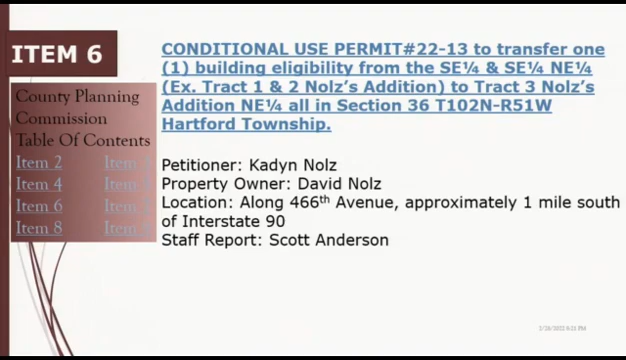 ITEM 6
CONDITIONAL USE PERMIT#22-13 to transfer one
(1) building eligibility from the SE¼ & SE¼ NE¼
(Ex. Tract 1 & 2 Nolz's Addition) to Tract 3 Nolz's
Addition NE¼ all in Section 36 T102N-R51W
Hartford Township.
County Planning
Commission
Table Of Contents
Item 2 Item
Item 4 Item
Item 6 Item
Item 8 Item
Petitioner: Kadyn Nolz
Property Owner: David Nolz
Location: Along 466th Avenue, approximately 1 mile south
of Interstate 90
Staff Report: Scott Anderson